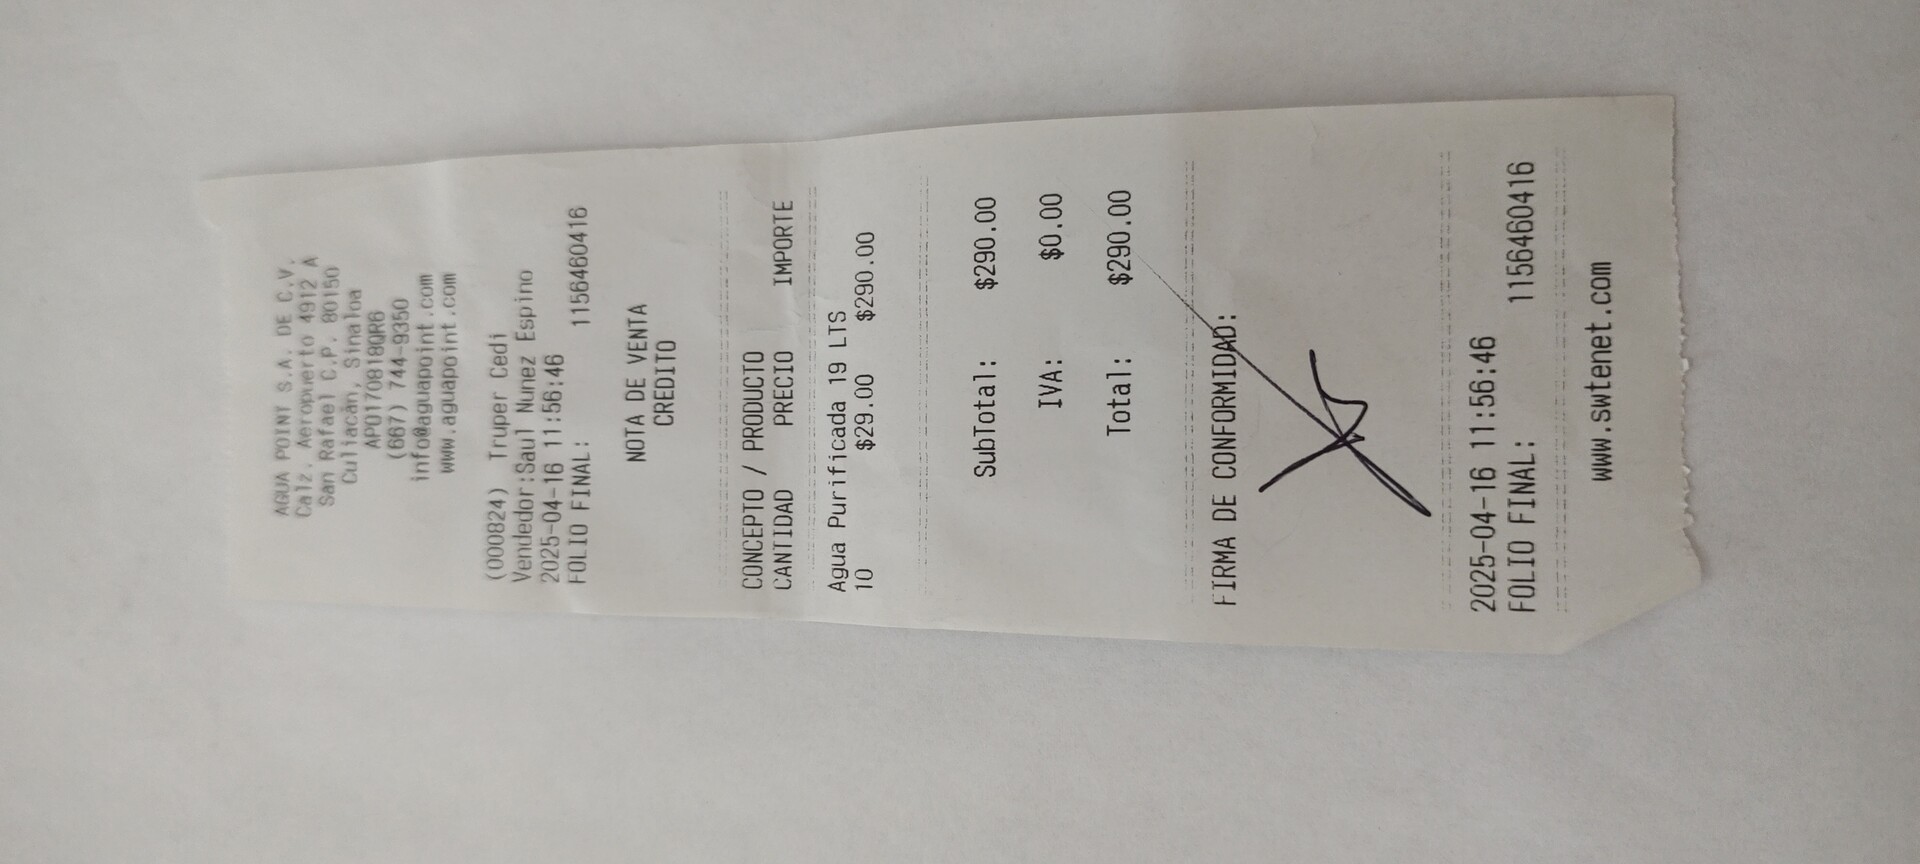 AGUA POINT S.A. DE C.V.
Calz. Aeropuerto 4912 A
San Rafael C.P. 80150
Culiacán, Sinaloa
APO170818QR6
(667) 744-9350
info@aguapoint.com
www.aguapoint.com
(000824) Truper Cedi
Vendedor:Saul Nunez Espino
2025-04-16 11:56:46
FOLIO FINAL: 1156460416
NOTA DE VENTA
CREDITO
CONCEPTO / PRODUCTO
CANTIDAD PRECIO IMPORTE
Agua Purificada 19 LTS
10 $29.00 $290.00
SubTotal: $290.00
IVA: $0.00
Total: $290.00
FIRMA DE CONFORMIDAD:
2025-04-16 11:56:46
FOLIO FINAL: 1156460416
www.swtenet.com